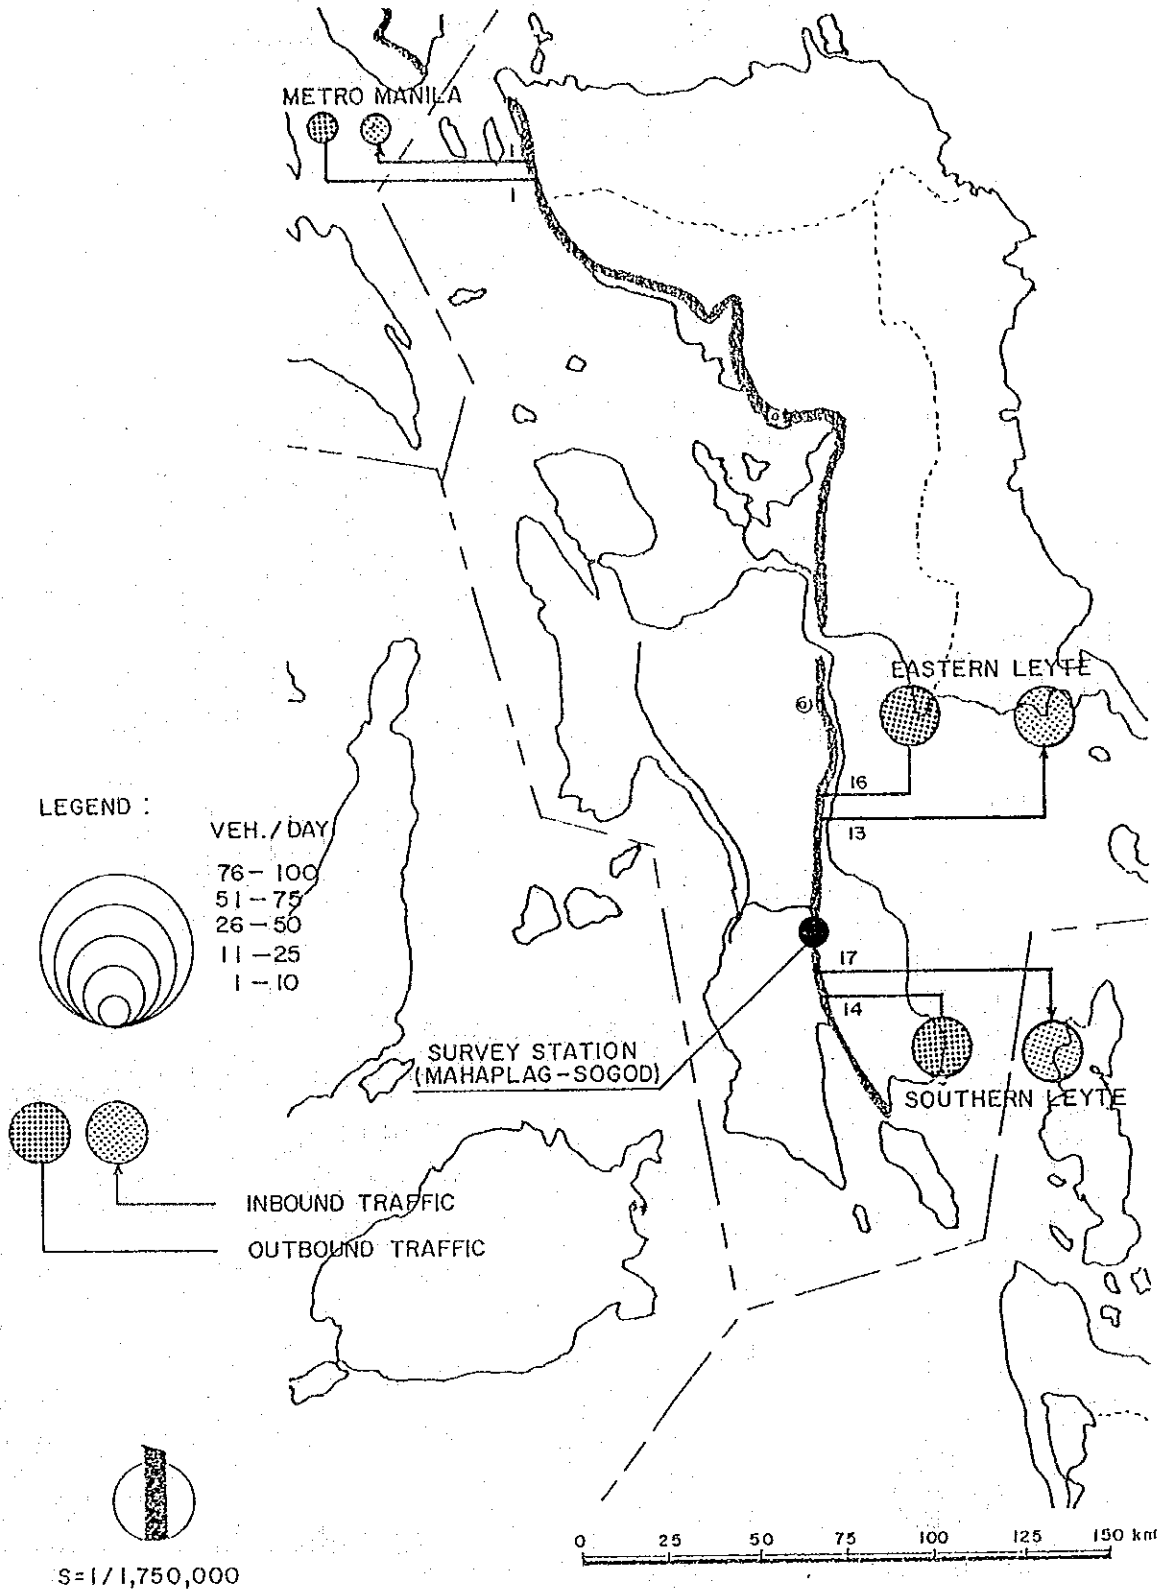 METRO MANILA
1
1
EASTERN LEYTE
16
13
LEGEND :
VEH./DAY
76-100
51-75
26-50
11-25
1-10
17
14
SURVEY STATION
(MAHAPLAG-SOGOD)
SOUTHERN LEYTE
INBOUND TRAFFIC
OUTBOUND TRAFFIC
0 25 50 75 100 125 150 km
S=1/1,750,000